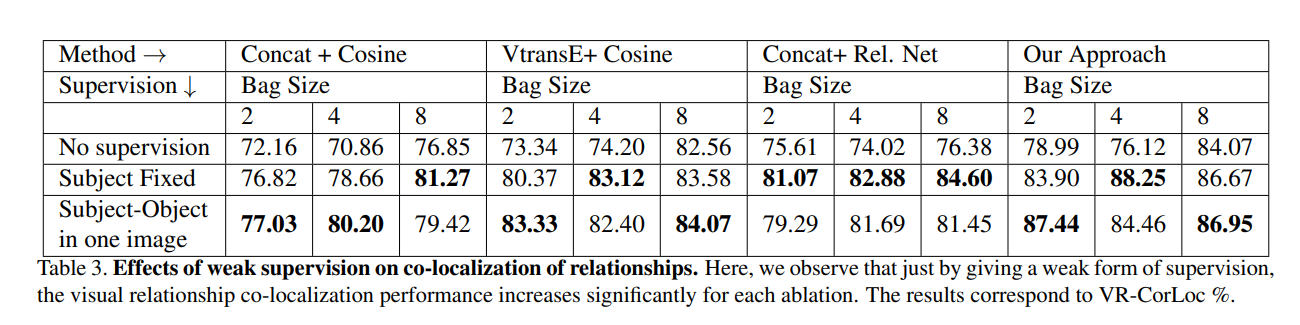 Method → Concat + Cosine VtransE+ Cosine Concat+ Rel. Net Our Approach
Supervision ↓ Bag Size Bag Size Bag Size Bag Size
2 4 8 2 4 8 2 4 8 2 4 8
No supervision 72.16 70.86 76.85 73.34 74.20 82.56 75.61 74.02 76.38 78.99 76.12 84.07
Subject Fixed 76.82 78.66 81.27 80.37 83.12 83.58 81.07 82.88 84.60 83.90 88.25 86.67
Subject-Object
in one image 77.03 80.20 79.42 83.33 82.40 84.07 79.29 81.69 81.45 87.44 84.46 86.95
Table 3. Effects of weak supervision on co-localization of relationships. Here, we observe that just by giving a weak form of supervision,
the visual relationship co-localization performance increases significantly for each ablation. The results correspond to VR-CorLoc %.